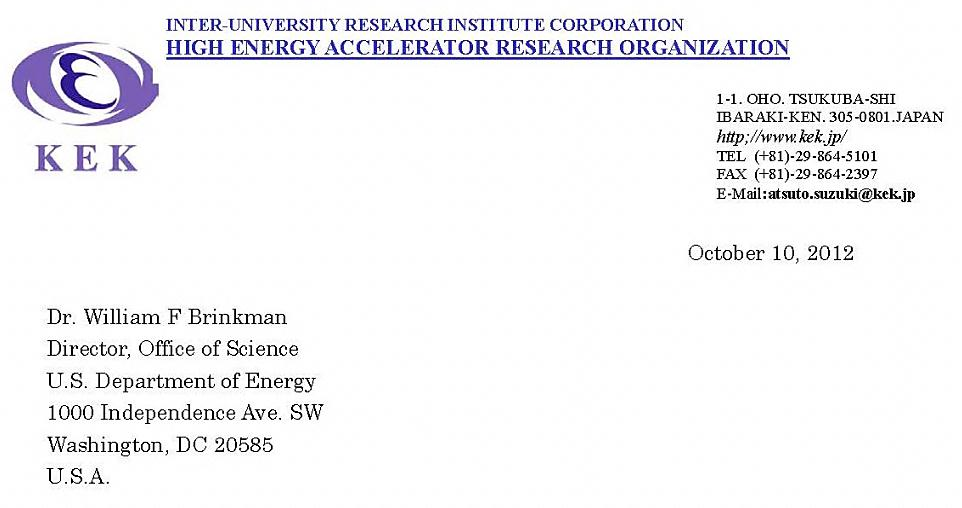 INTER-UNIVERSITY RESEARCH INSTITUTE CORPORATION
HIGH ENERGY ACCELERATOR RESEARCH ORGANIZATION
KEK
1-1. OHO. TSUKUBA-SHI
IBARAKI-KEN. 305-0801.JAPAN
http;//www.kek.jp/
TEL (+81)-29-864-5101
FAX (+81)-29-864-2397
E-Mail:atsuto.suzuki@kek.jp
October 10, 2012
Dr. William F Brinkman
Director, Office of Science
U.S. Department of Energy
1000 Independence Ave. SW
Washington, DC 20585
U.S.A.